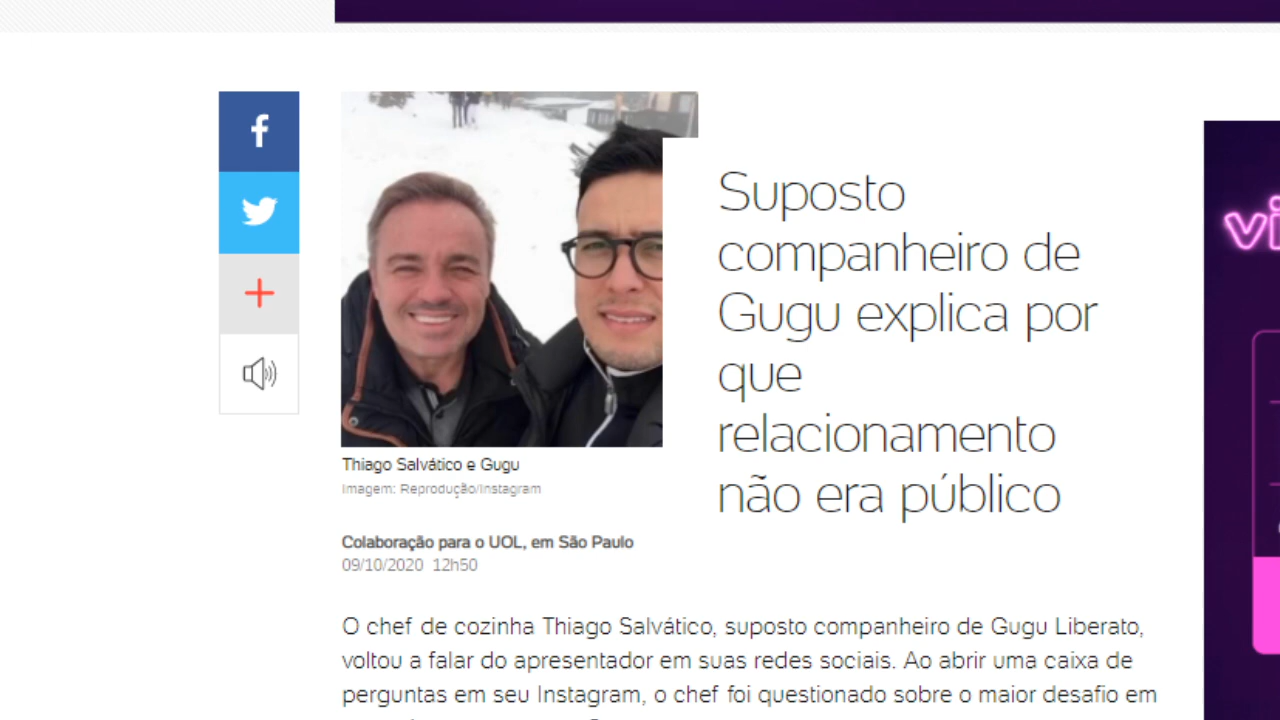 Suposto
companheiro de
Gugu explica por
que
relacionamento
não era público
Thiago Salvático e Gugu
Imagem: Reprodução/Instagram
Colaboração para o UOL, em São Paulo
09/10/2020 12h50
O chef de cozinha Thiago Salvático, suposto companheiro de Gugu Liberato,
voltou a falar do apresentador em suas redes sociais. Ao abrir uma caixa de
perguntas em seu Instagram, o chef foi questionado sobre o maior desafio em